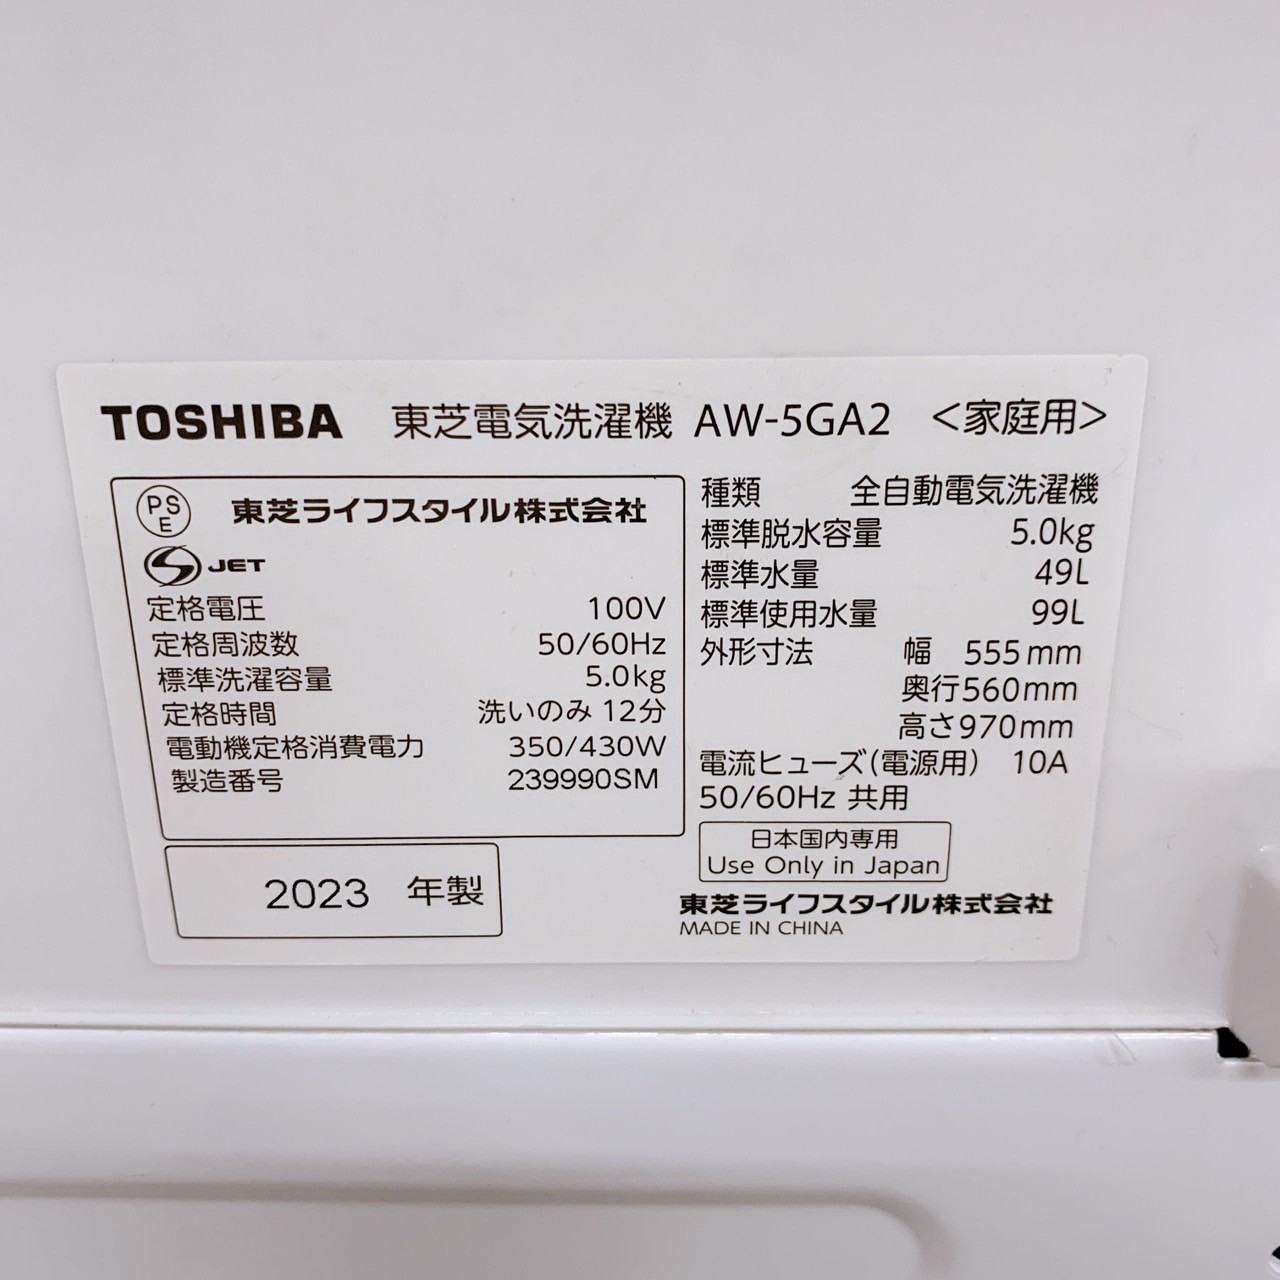 TOSHIBA 東芝電気洗濯機 AW-5GA2 <家庭用>
PS
E
東芝ライフスタイル株式会社
S JET
定格電圧 100V
定格周波数 50/60Hz
標準洗濯容量 5.0kg
定格時間 洗いのみ 12分
電動機定格消費電力 350/430W
製造番号 239990SM
2023 年製
種類 全自動電気洗濯機
標準脱水容量 5.0kg
標準水量 49L
標準使用水量 99L
外形寸法 幅 555mm
奥行560mm
高さ970mm
電流ヒューズ(電源用) 10A
50/60Hz 共用
日本国内専用
Use Only in Japan
東芝ライフスタイル株式会社
MADE IN CHINA